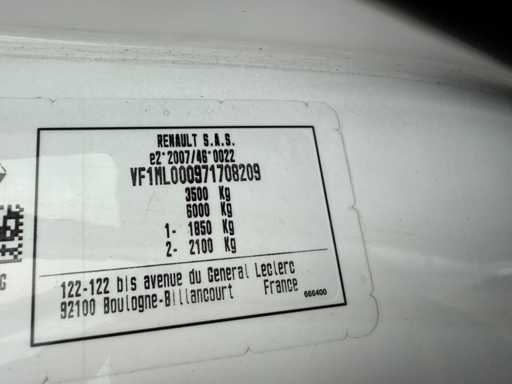 RENAULT S.A.S.
e2*2007/46*0022
VF1ML000971708209
3500 Kg
6000 Kg
1- 1850 Kg
2- 2100 Kg
122-122 bis avenue du General Leclerc
92100 Boulogne-Billancourt France
660400
G